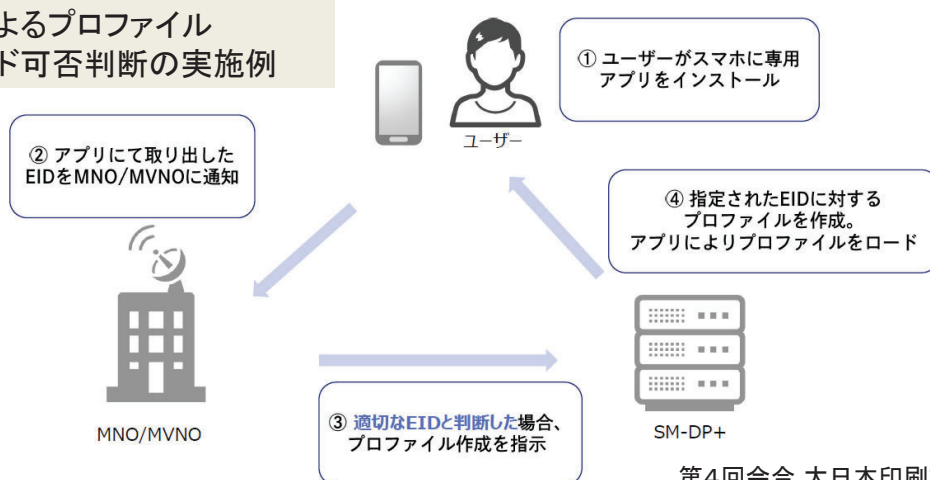 よるプロファイル
ド可否判断の実施例
① ユーザーがスマホに専用
アプリをインストール
ユーザー
② アプリにて取り出した
EIDをMNO/MVNOに通知
④ 指定されたEIDに対する
プロファイルを作成。
アプリによりプロファイルをロード
MNO/MVNO
③ 適切なEIDと判断した場合、
プロファイル作成を指示
SM-DP+
第4回会合 大日本印刷